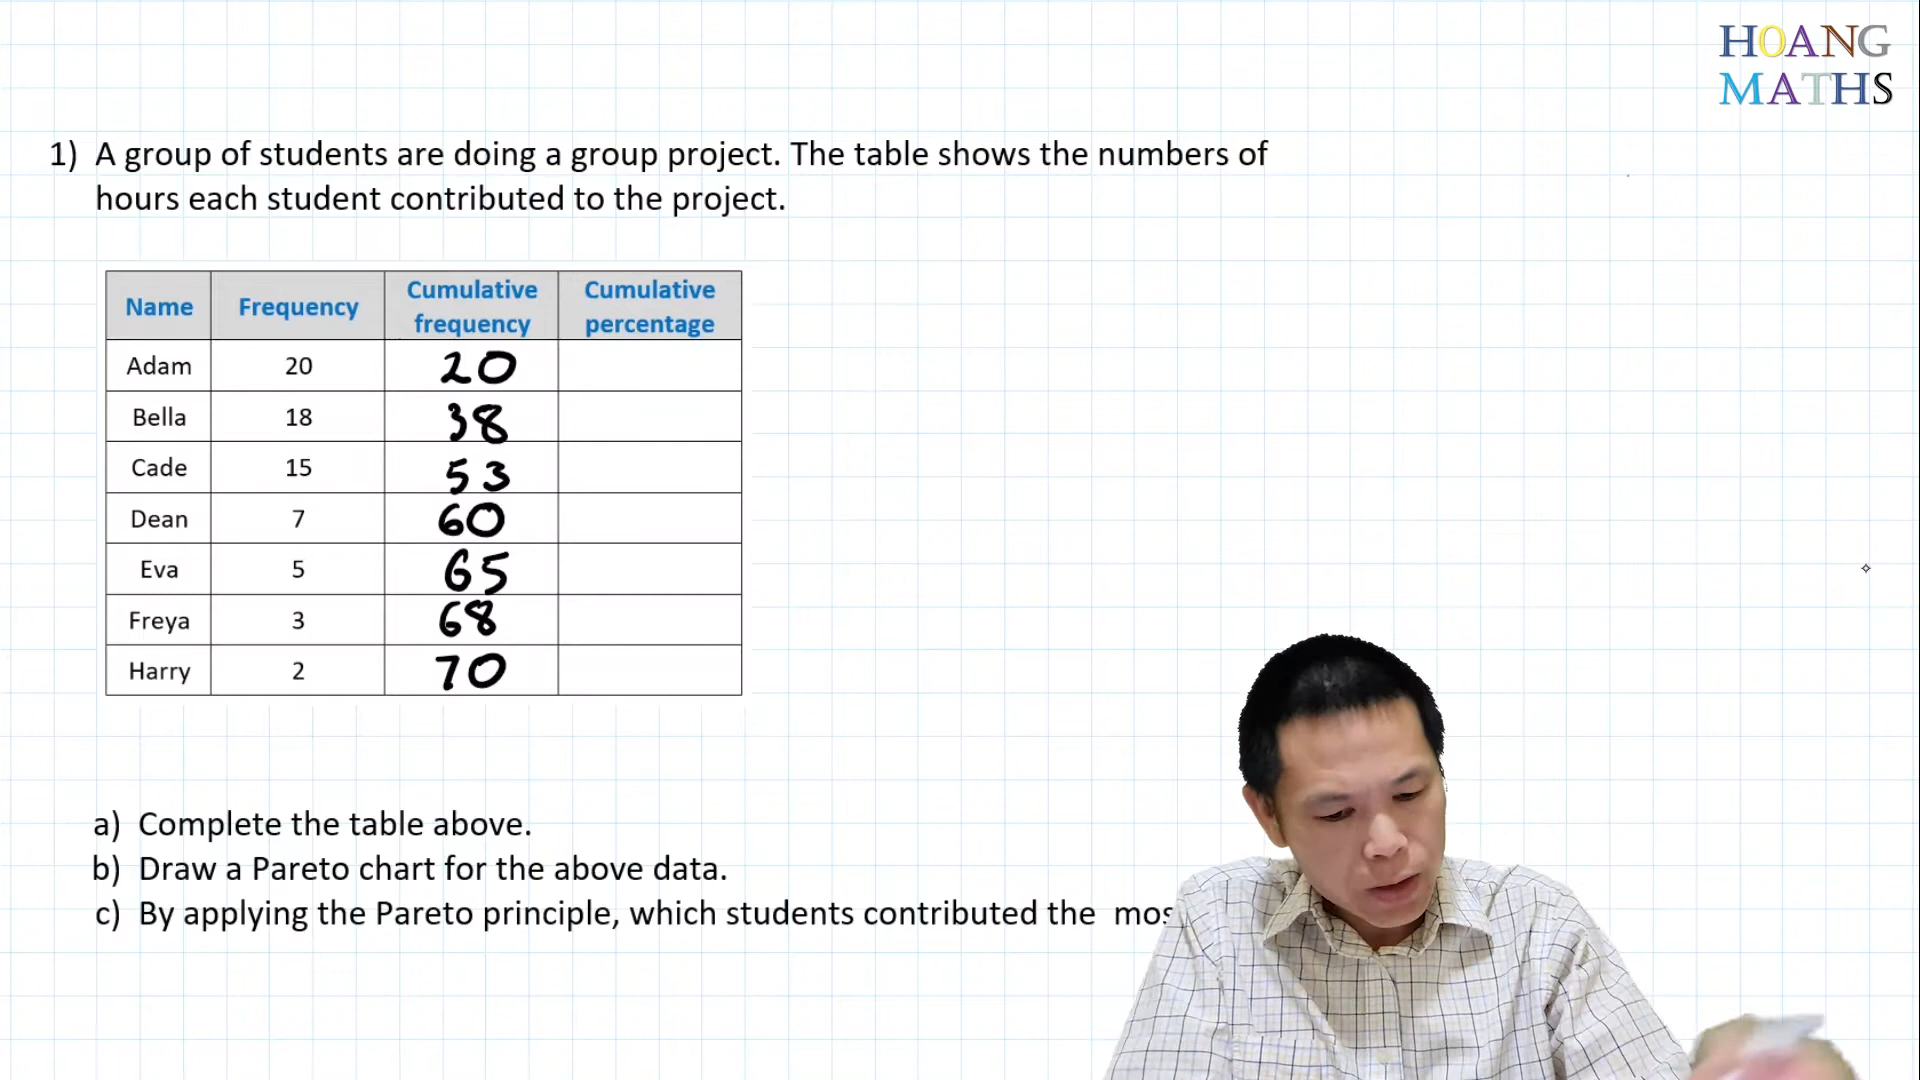 HOANG
MATHS
1) A group of students are doing a group project. The table shows the numbers of
hours each student contributed to the project.
Name Frequency Cumulative frequency Cumulative percentage
Adam 20 20
Bella 18 38
Cade 15 53
Dean 7 60
Eva 5 65
Freya 3 68
Harry 2 70
a) Complete the table above.
b) Draw a Pareto chart for the above data.
c) By applying the Pareto principle, which students contributed the